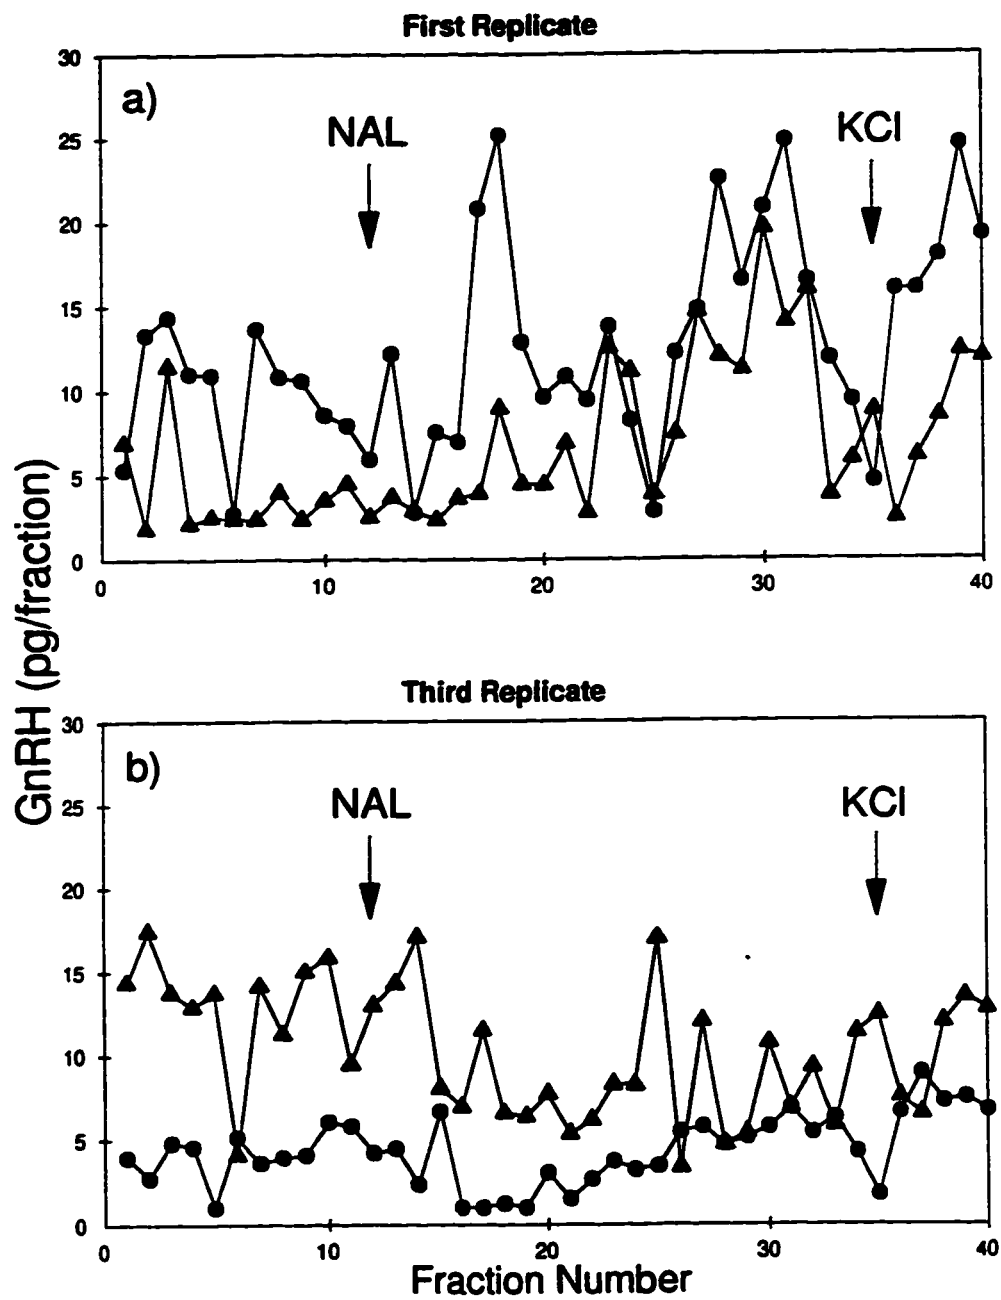 First Replicate
30
a)
NAL
KCl
25
20
15
10
5
0
0 10 20 30 40
GnRH (pg/fraction)
Third Replicate
30
b)
NAL
KCl
25
20
15
10
5
0
0 10 20 30 40
Fraction Number